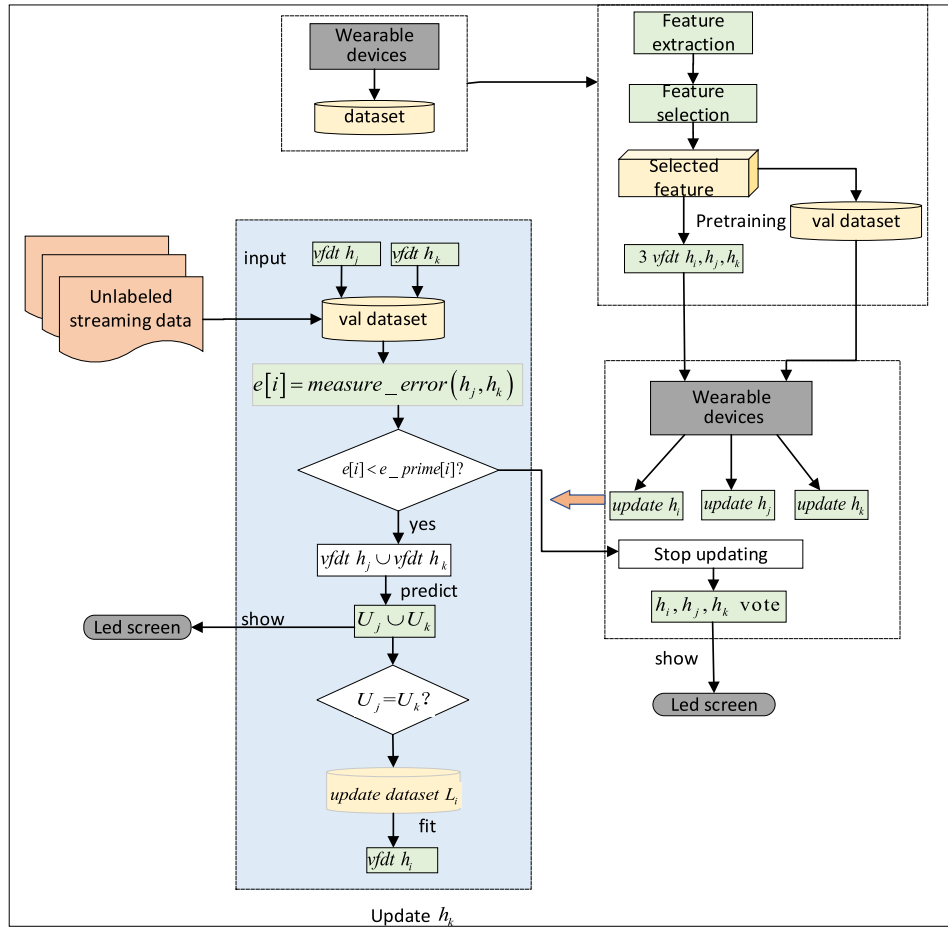 Wearable
devices
dataset
Feature
extraction
Feature
selection
Selected
feature
Pretraining
val dataset
3 vfdt h_i, h_j, h_k
input
vfdt h_j
vfdt h_k
Unlabeled
streaming data
val dataset
e[i] = measure_error(h_j, h_k)
e[i] < e_prime[i]?
yes
vfdt h_j ∪ vfdt h_k
predict
U_j ∪ U_k
show
Led screen
U_j = U_k?
update dataset L_i
fit
vfdt h_i
Wearable
devices
update h_i
update h_j
update h_k
Stop updating
h_i, h_j, h_k vote
show
Led screen
Update h_k